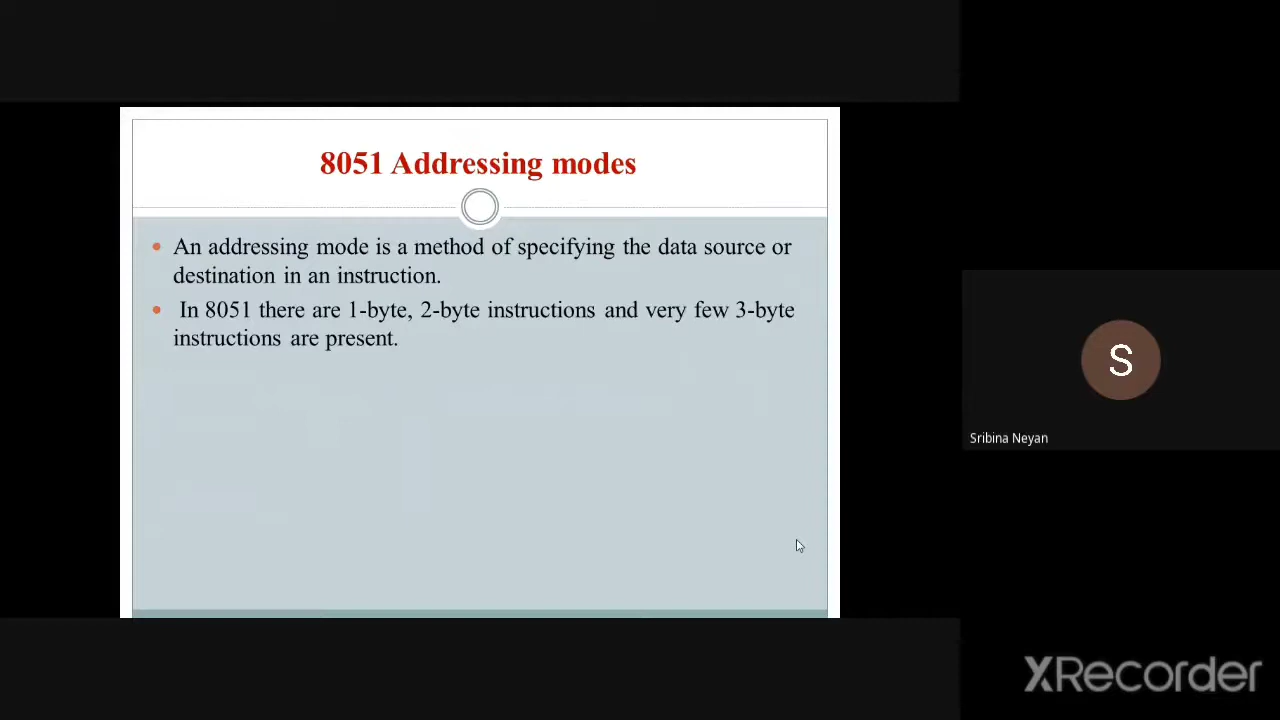 8051 Addressing modes
• An addressing mode is a method of specifying the data source or
destination in an instruction.
• In 8051 there are 1-byte, 2-byte instructions and very few 3-byte
instructions are present.
S
Sribina Neyan
XRecorder